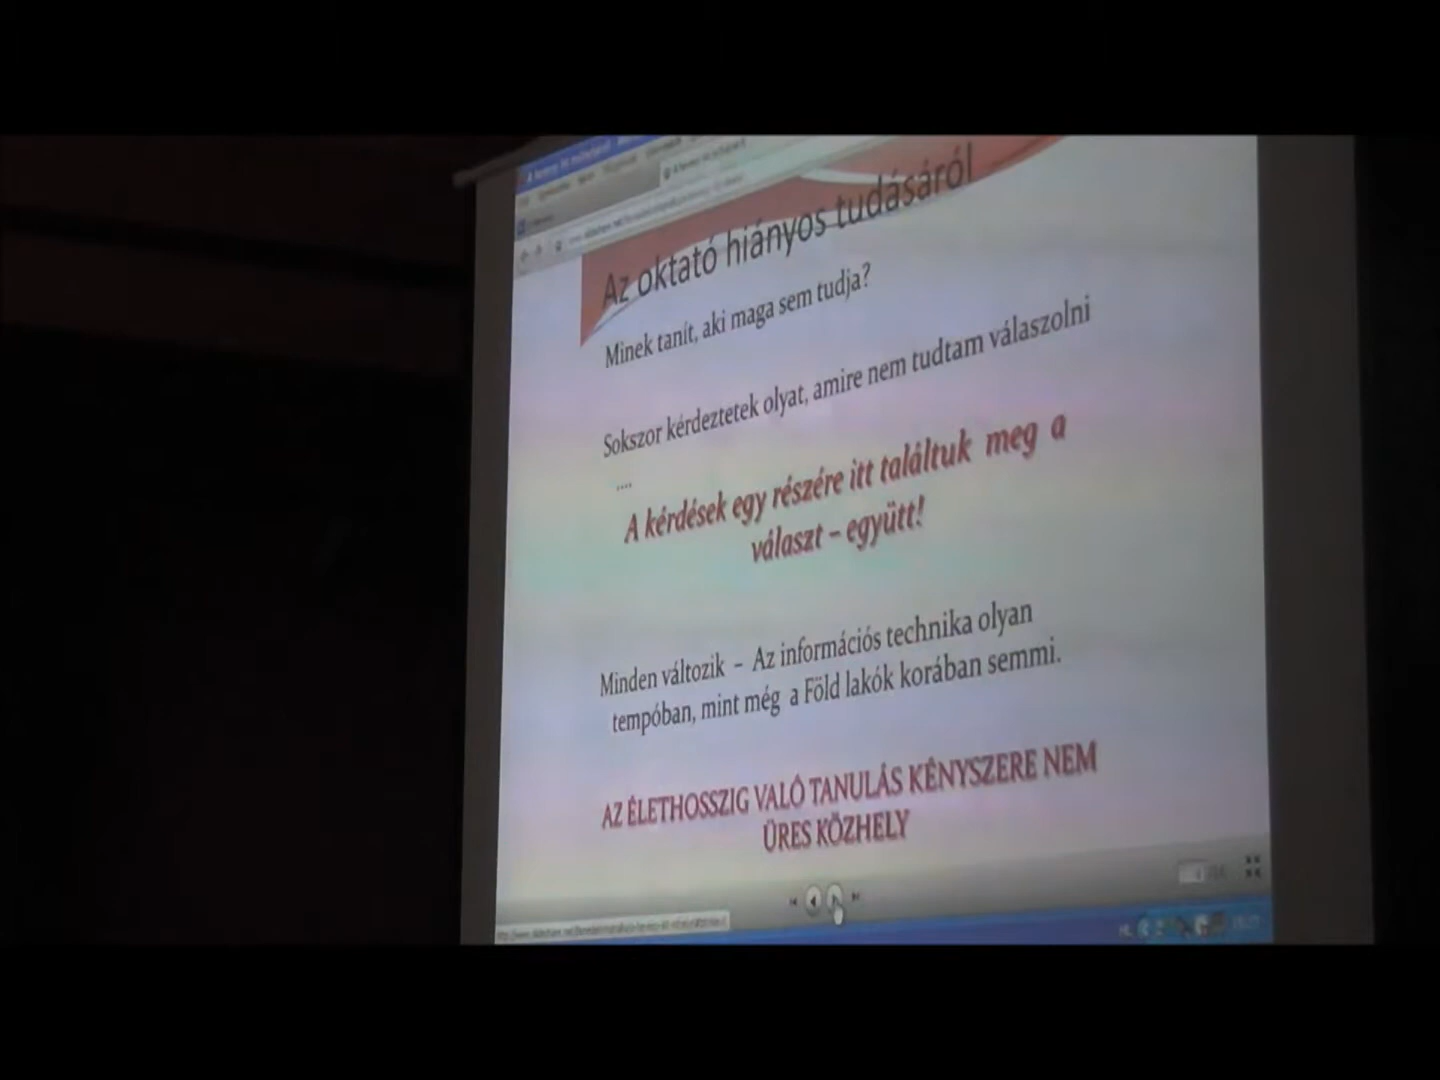 Az oktató hiányos tudásáról
Minek tanít, aki maga sem tudja?
Sokszor kérdeztetek olyat, amire nem tudtam válaszolni
....
A kérdések egy részére itt találtuk meg a
választ – együtt!
Minden változik – Az információs technika olyan
tempóban, mint még a Föld lakók korában semmi.
AZ ÉLETHOSSZIG VALÓ TANULÁS KÉNYSZERE NEM
ÜRES KÖZHELY